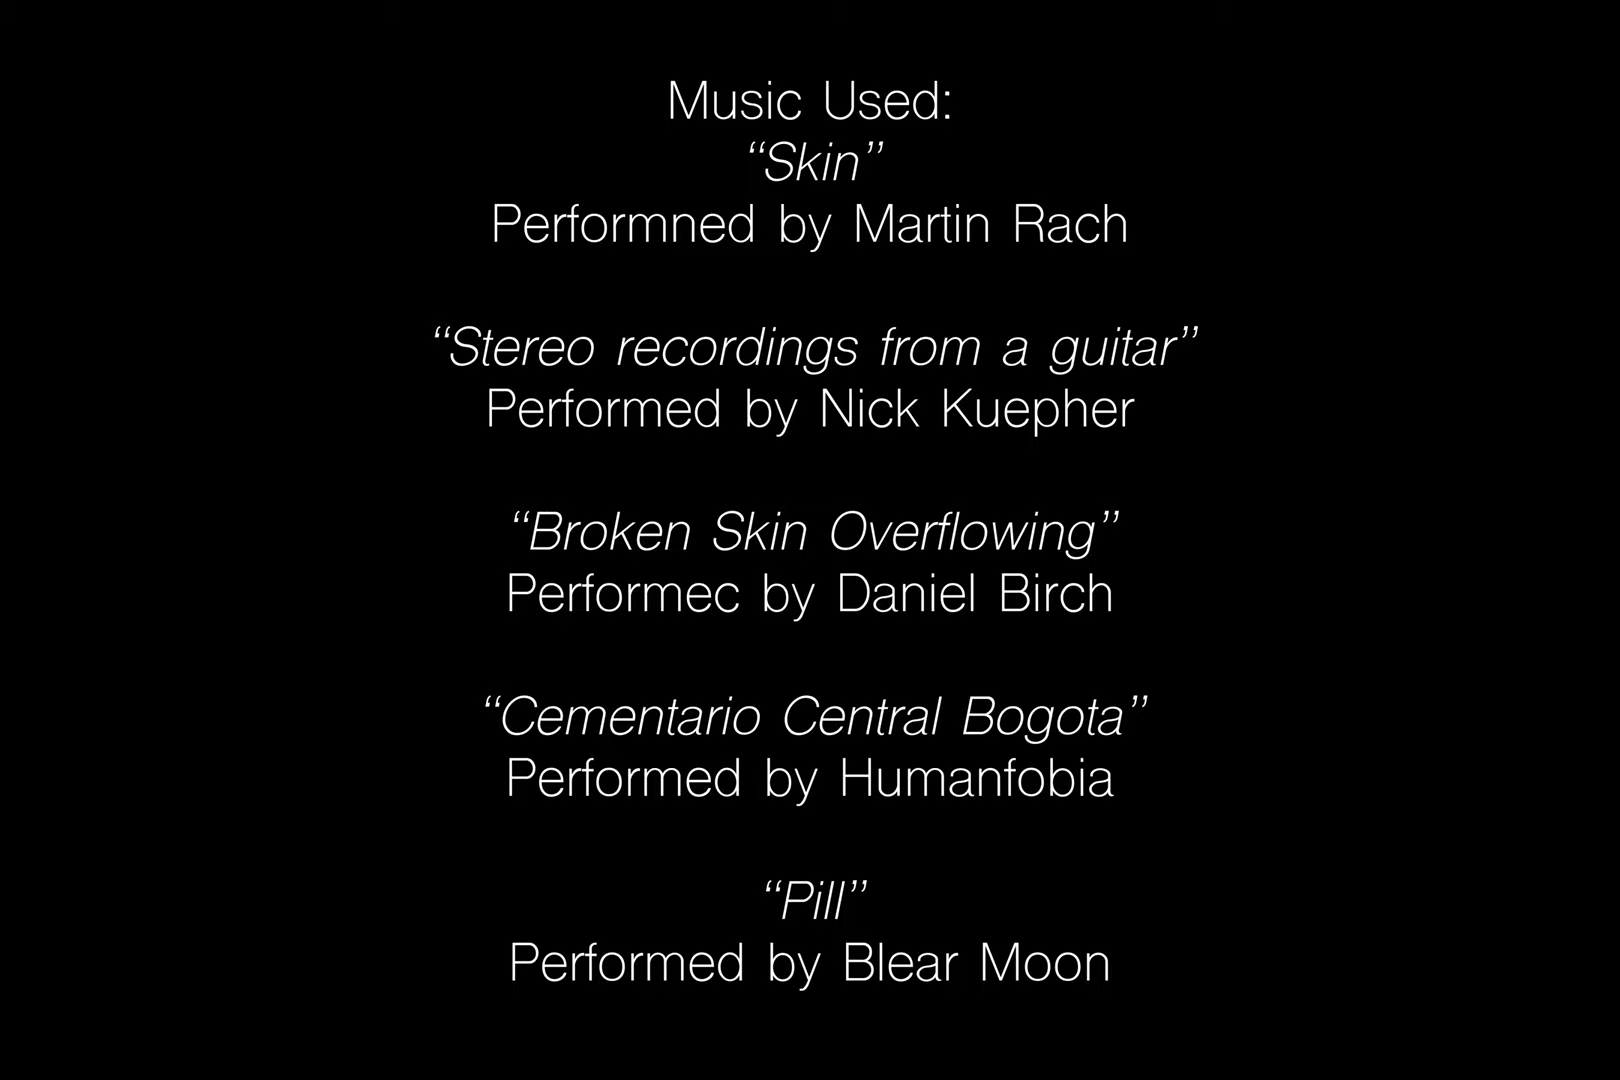 Music Used:
“Skin”
Performned by Martin Rach
“Stereo recordings from a guitar”
Performed by Nick Kuepher
“Broken Skin Overflowing”
Performec by Daniel Birch
“Cementario Central Bogota”
Performed by Humanfobia
“Pill”
Performed by Blear Moon